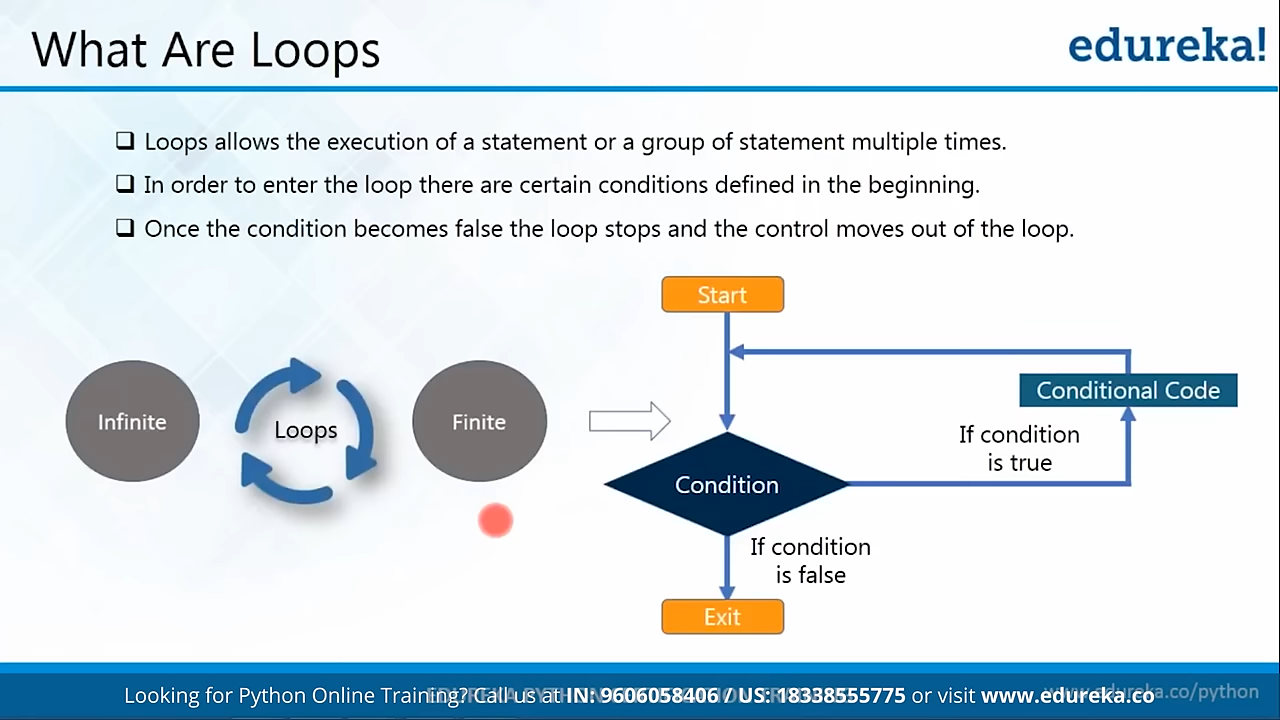 What Are Loops
edureka!
Loops allows the execution of a statement or a group of statement multiple times.
In order to enter the loop there are certain conditions defined in the beginning.
Once the condition becomes false the loop stops and the control moves out of the loop.
Start
Conditional Code
Infinite
Loops
Finite
If condition
is true
Condition
If condition
is false
Exit
Looking for Python Online Training? Call us at IN: 9606058406 / US: 18338555775 or visit www.edureka.co
www.edureka.co/python